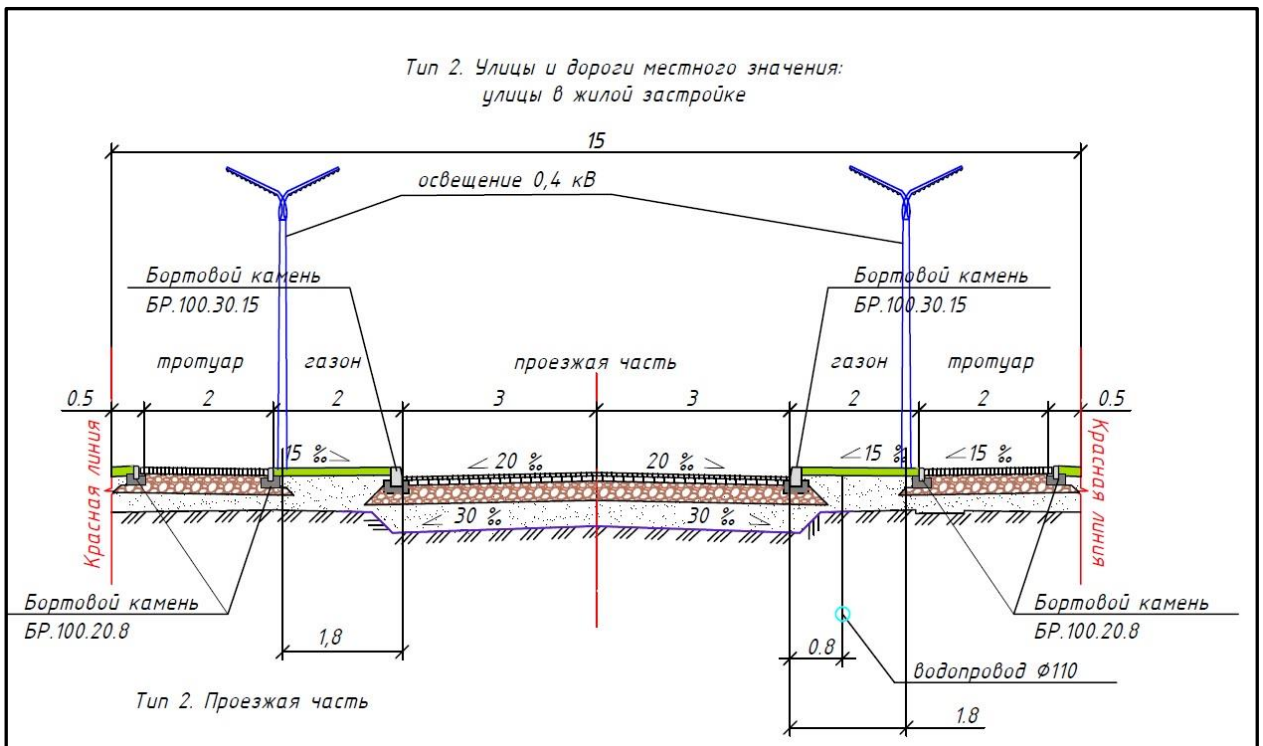 Тип 2. Улицы и дороги местного значения:
улицы в жилой застройке
15
освещение 0,4 кВ
Бортовой камень
БР.100.30.15
Бортовой камень
БР.100.30.15
тротуар газон проезжая часть газон тротуар
0.5 2 2 3 3 2 2 0.5
Красная линия
15 ‰ 20 ‰ 20 ‰ 15 ‰ 15 ‰
Красная линия
30 ‰ 30 ‰
Бортовой камень
БР.100.20.8
Бортовой камень
БР.100.20.8
1,8 0.8
водопровод Ф110
Тип 2. Проезжая часть
1.8